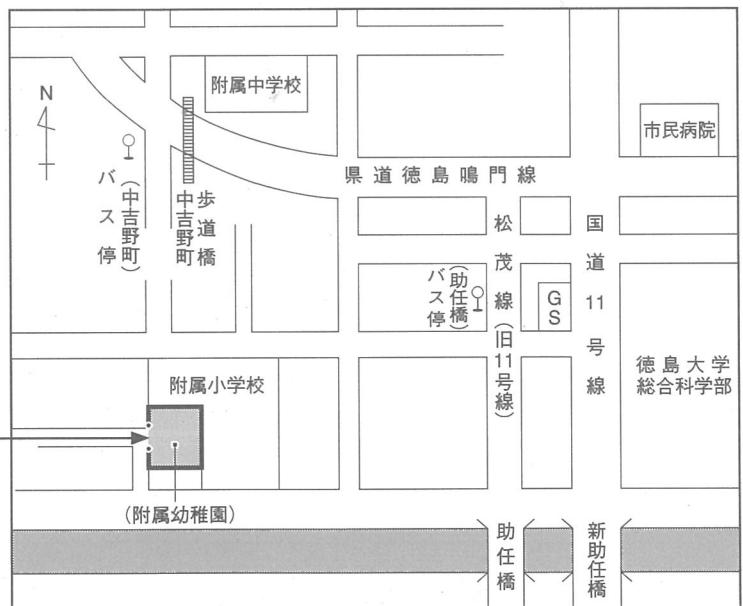 附属中学校
市民病院
N
バス停
(中吉野町)
中吉野町
歩道橋
県道徳島鳴門線
松茂線(旧11号線)
国道11号線
バス停
(助任橋)
GS
徳島大学
総合科学部
附属小学校
(附属幼稚園)
助任橋
新助任橋